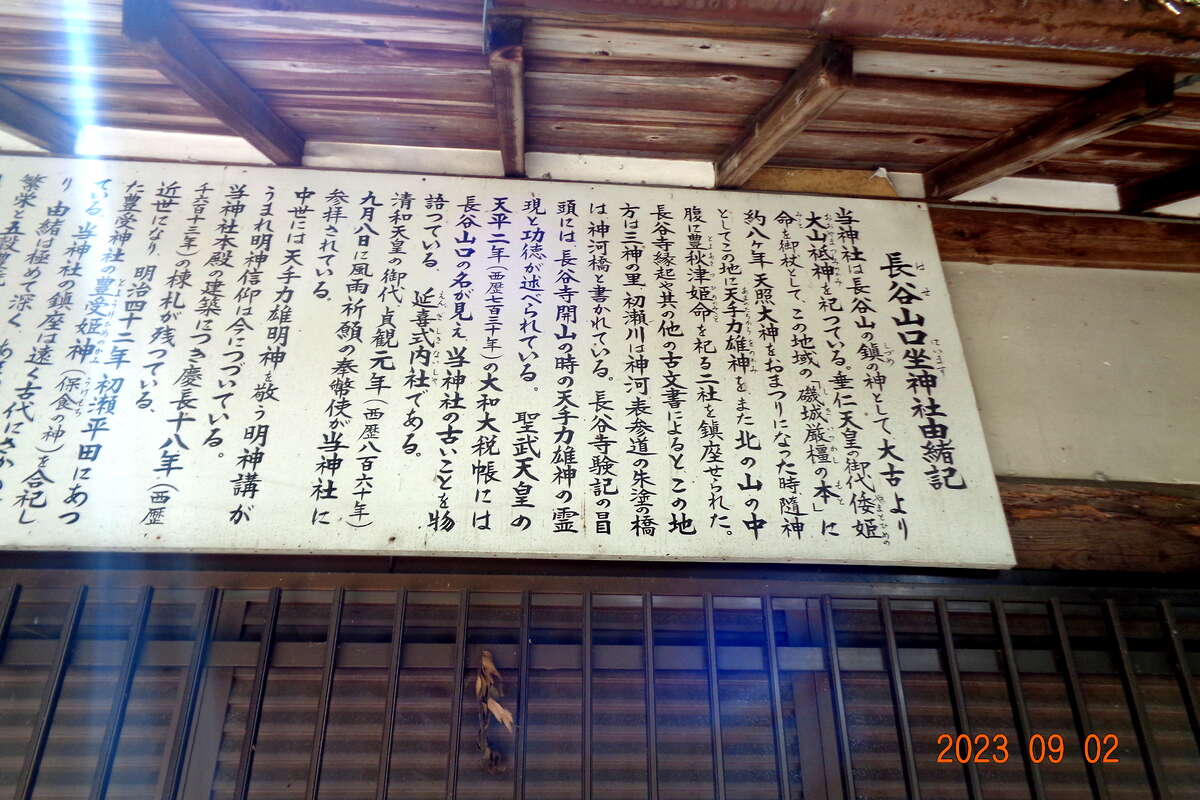 長谷山口坐神社由緒記
当神社は長谷山の鎮の神として、太古より
大山祗神を祀っている。垂仁天皇の御代倭姫
命を御杖として、この地域の「磯城厳橿の本」に
約八ヶ年天照大神をおまつりになった時、随神
としてこの地に天手力雄神を、また北の山の中
腹に豊秋津姫命を祀る二社を鎮座せられた。
長谷寺縁起や其の他の古文書によると、この地
方は三神の里、初瀬川は神河、表参道の朱塗の橋
は神河橋と書かれている。長谷寺験記の冒
頭には、長谷寺開山の時の天手力雄神の霊
現と功徳が述べられている。聖武天皇の
天平二年(西歴七百三十年)の大和大税帳には
長谷山口の名が見え、当神社の古いことを物
語っている。延喜式内社である。
清和天皇の御代、貞観元年(西歴八百六十年)
九月八日に風雨祈願の奉幣使が当神社に
参拝されている。
中世には天手力雄明神を敬う明神講が
うまれ明神信仰は今につづいている。
当神社本殿の建築につき慶長十八年(西歴
千六百十三年)の棟札が残っている。
近世になり、明治四十二年、初瀬平田にあっ
た豊受神社の豊受姫神(保食の神)を合祀し
ている。当神社の鎮座は遠く古代にさかの
り、由緒は極めて深く
繁栄と五穀
2023 09 02